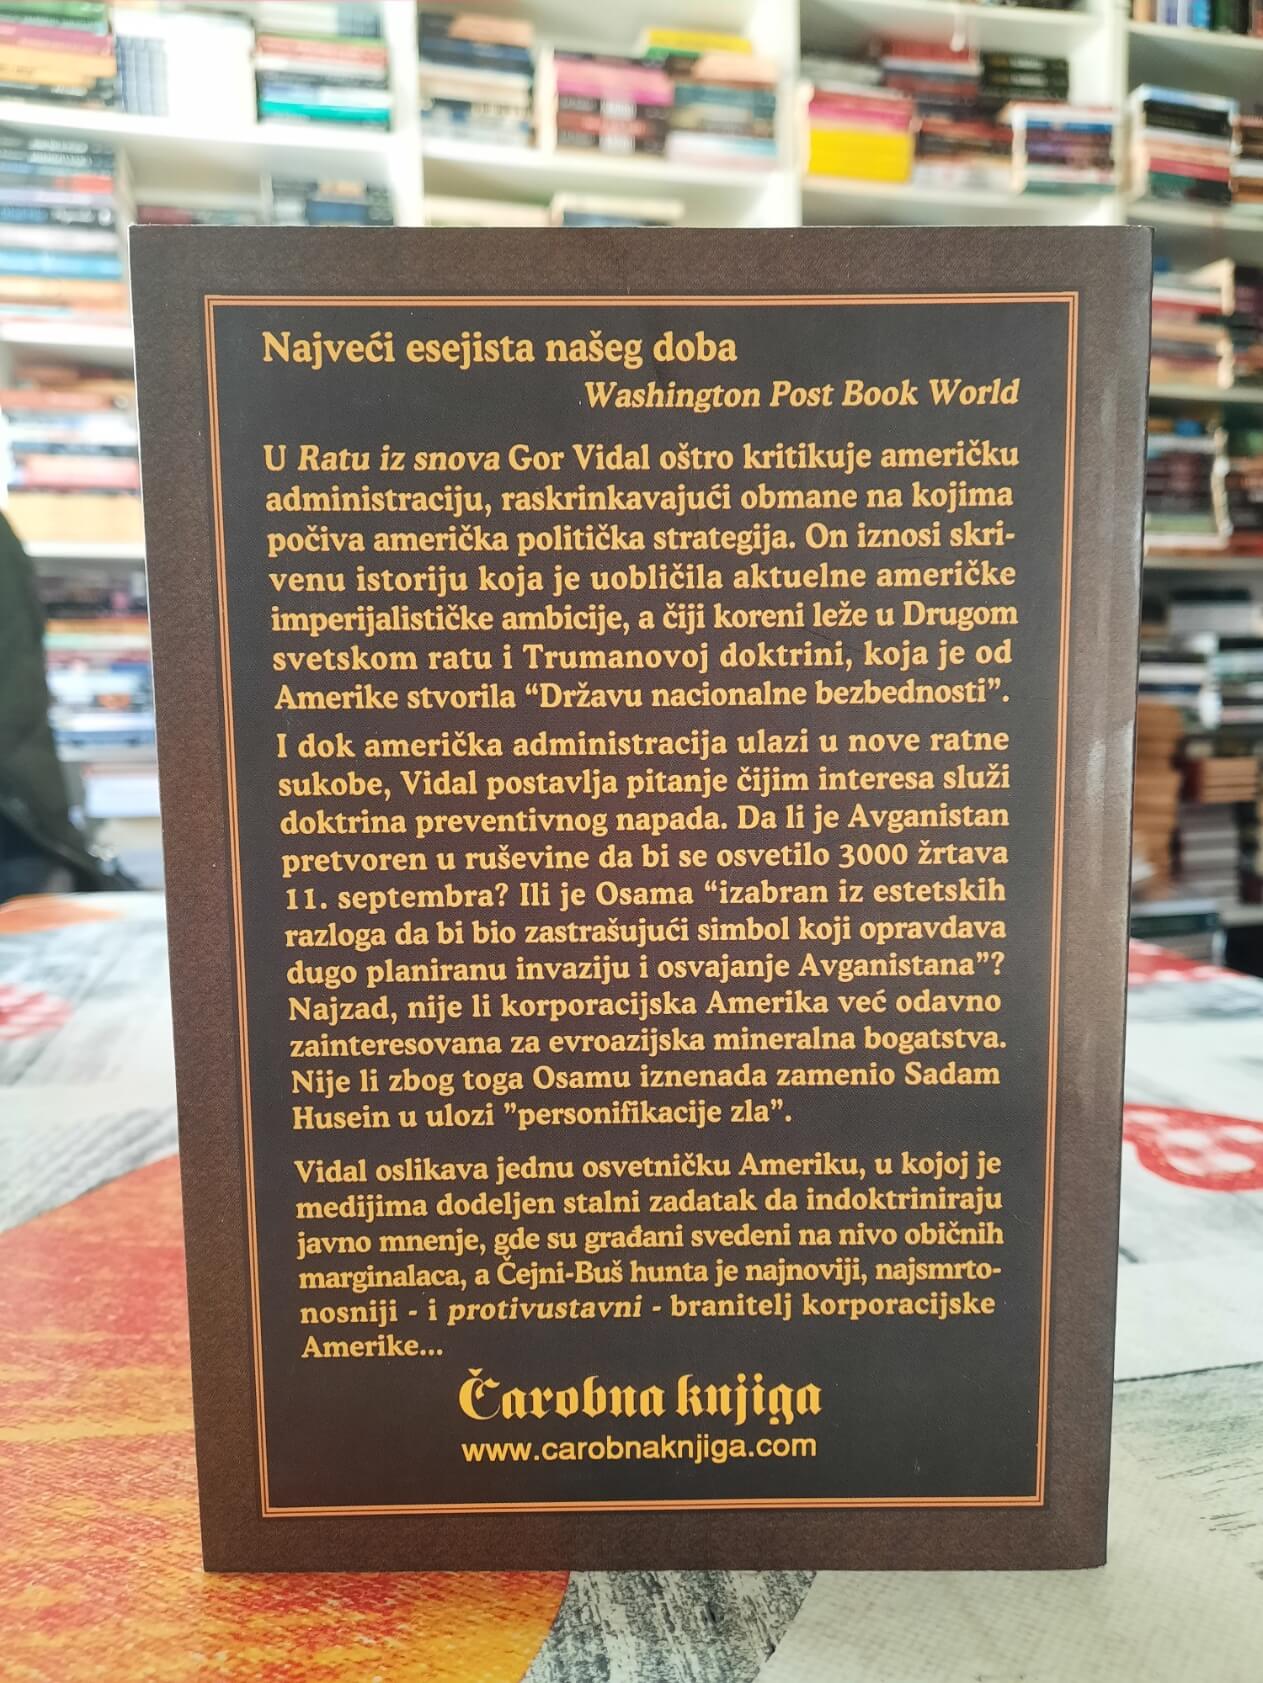 Najveći esejista našeg doba
Washington Post Book World
U Ratu iz snova Gor Vidal oštro kritikuje američku
administraciju, raskrinkavajući obmane na kojima
počiva američka politička strategija. On iznosi skri-
venu istoriju koja je uobličila aktuelne američke
imperijalističke ambicije, a čiji koreni leže u Drugom
svetskom ratu i Trumanovoj doktrini, koja je od
Amerike stvorila “Državu nacionalne bezbednosti”.
I dok američka administracija ulazi u nove ratne
sukobe, Vidal postavlja pitanje čijim interesa služi
doktrina preventivnog napada. Da li je Avganistan
pretvoren u ruševine da bi se osvetilo 3000 žrtava
11. septembra? Ili je Osama “izabran iz estetskih
razloga da bi bio zastrašujući simbol koji opravdava
dugo planiranu invaziju i osvajanje Avganistana”?
Najzad, nije li korporacijska Amerika već odavno
zainteresovana za evroazijska mineralna bogatstva.
Nije li zbog toga Osamu iznenada zamenio Sadam
Husein u ulozi ”personifikacije zla”.
Vidal oslikava jednu osvetničku Ameriku, u kojoj je
medijima dodeljen stalni zadatak da indoktriniraju
javno mnenje, gde su građani svedeni na nivo običnih
marginalaca, a Čejni-Buš hunta je najnoviji, najsmrto-
nosniji - i protivustavni - branitelj korporacijske
Amerike...
Čarobna knjiga
www.carobnaknjiga.com